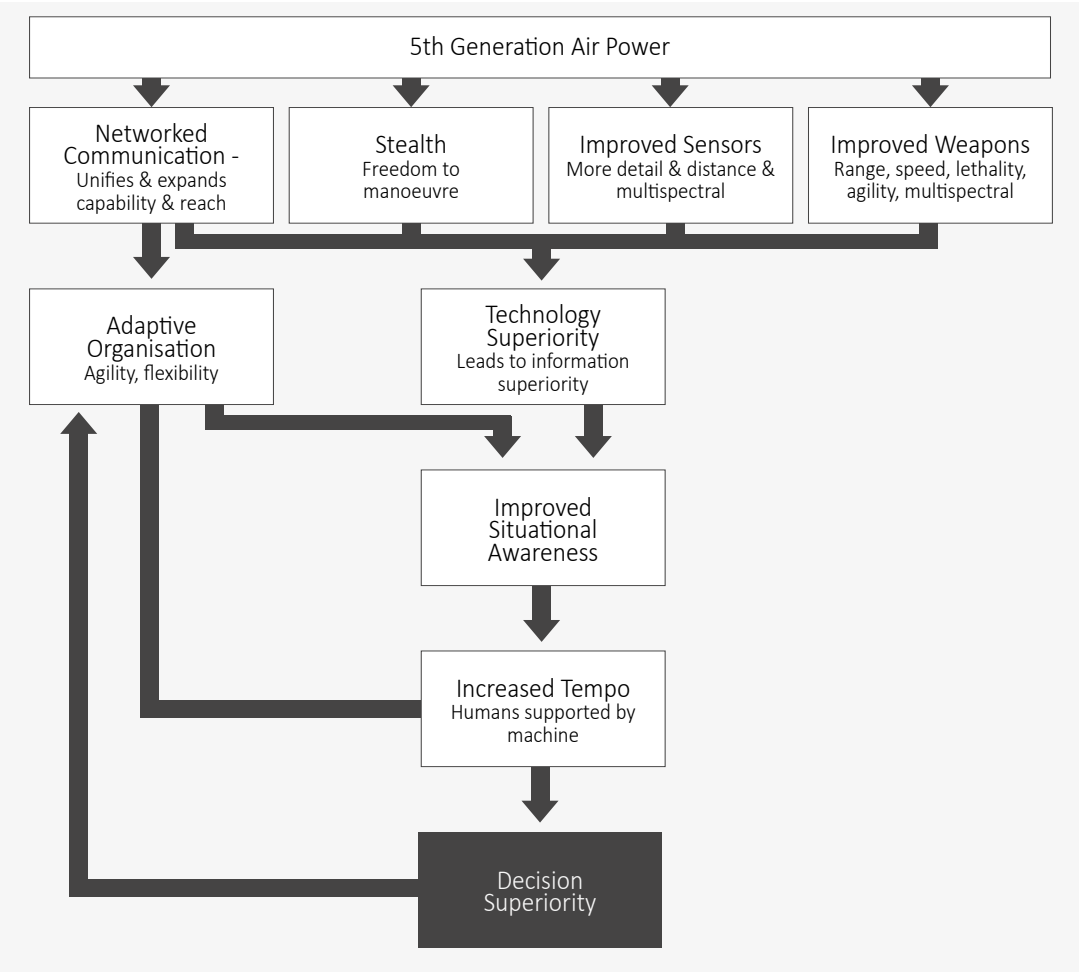 5th Generation Air Power
Networked
Communication -
Unifies & expands
capability & reach
Stealth
Freedom to
manoeuvre
Improved Sensors
More detail & distance &
multispectral
Improved Weapons
Range, speed, lethality,
agility, multispectral
Adaptive
Organisation
Agility, flexibility
Technology
Superiority
Leads to information
superiority
Improved
Situational
Awareness
Increased Tempo
Humans supported by
machine
Decision
Superiority